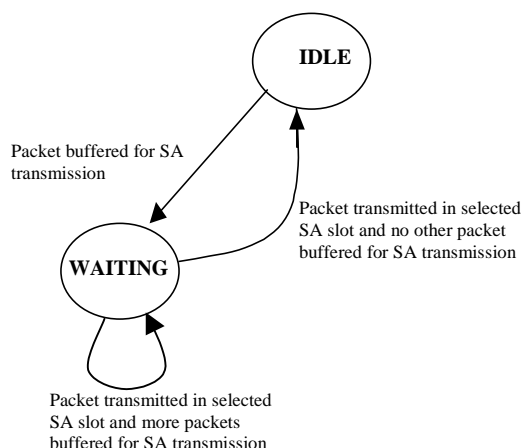 IDLE
Packet buffered for SA
transmission
Packet transmitted in selected
SA slot and no other packet
buffered for SA transmission
WAITING
Packet transmitted in selected
SA slot and more packets
buffered for SA transmission